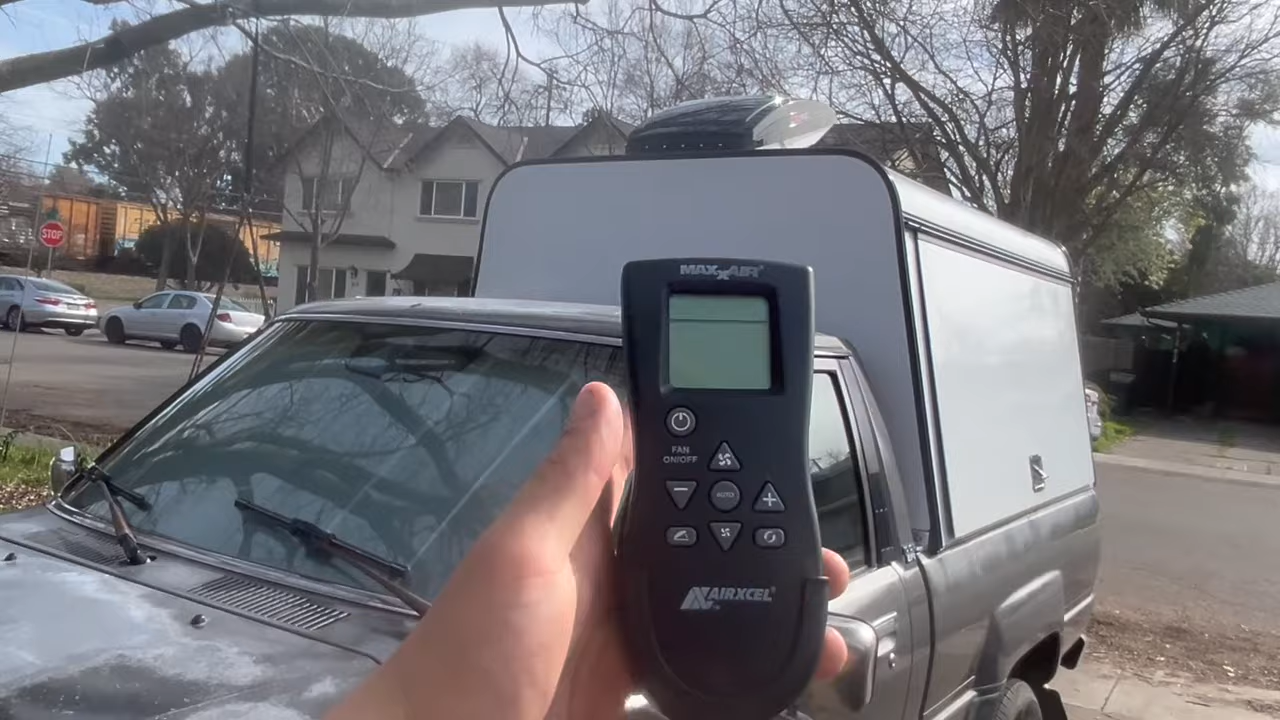 STOP
MAXXAIR®
FAN
ON/OFF
AUTO
AIRXCEL®